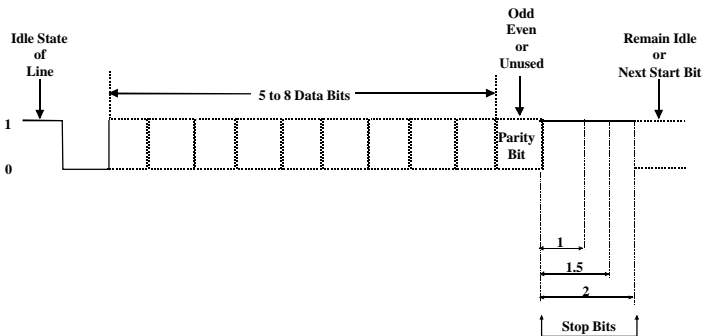 Idle State
of
Line
Odd
Even
or
Unused
Remain Idle
or
Next Start Bit
5 to 8 Data Bits
1
0
Parity
Bit
1
1.5
2
Stop Bits